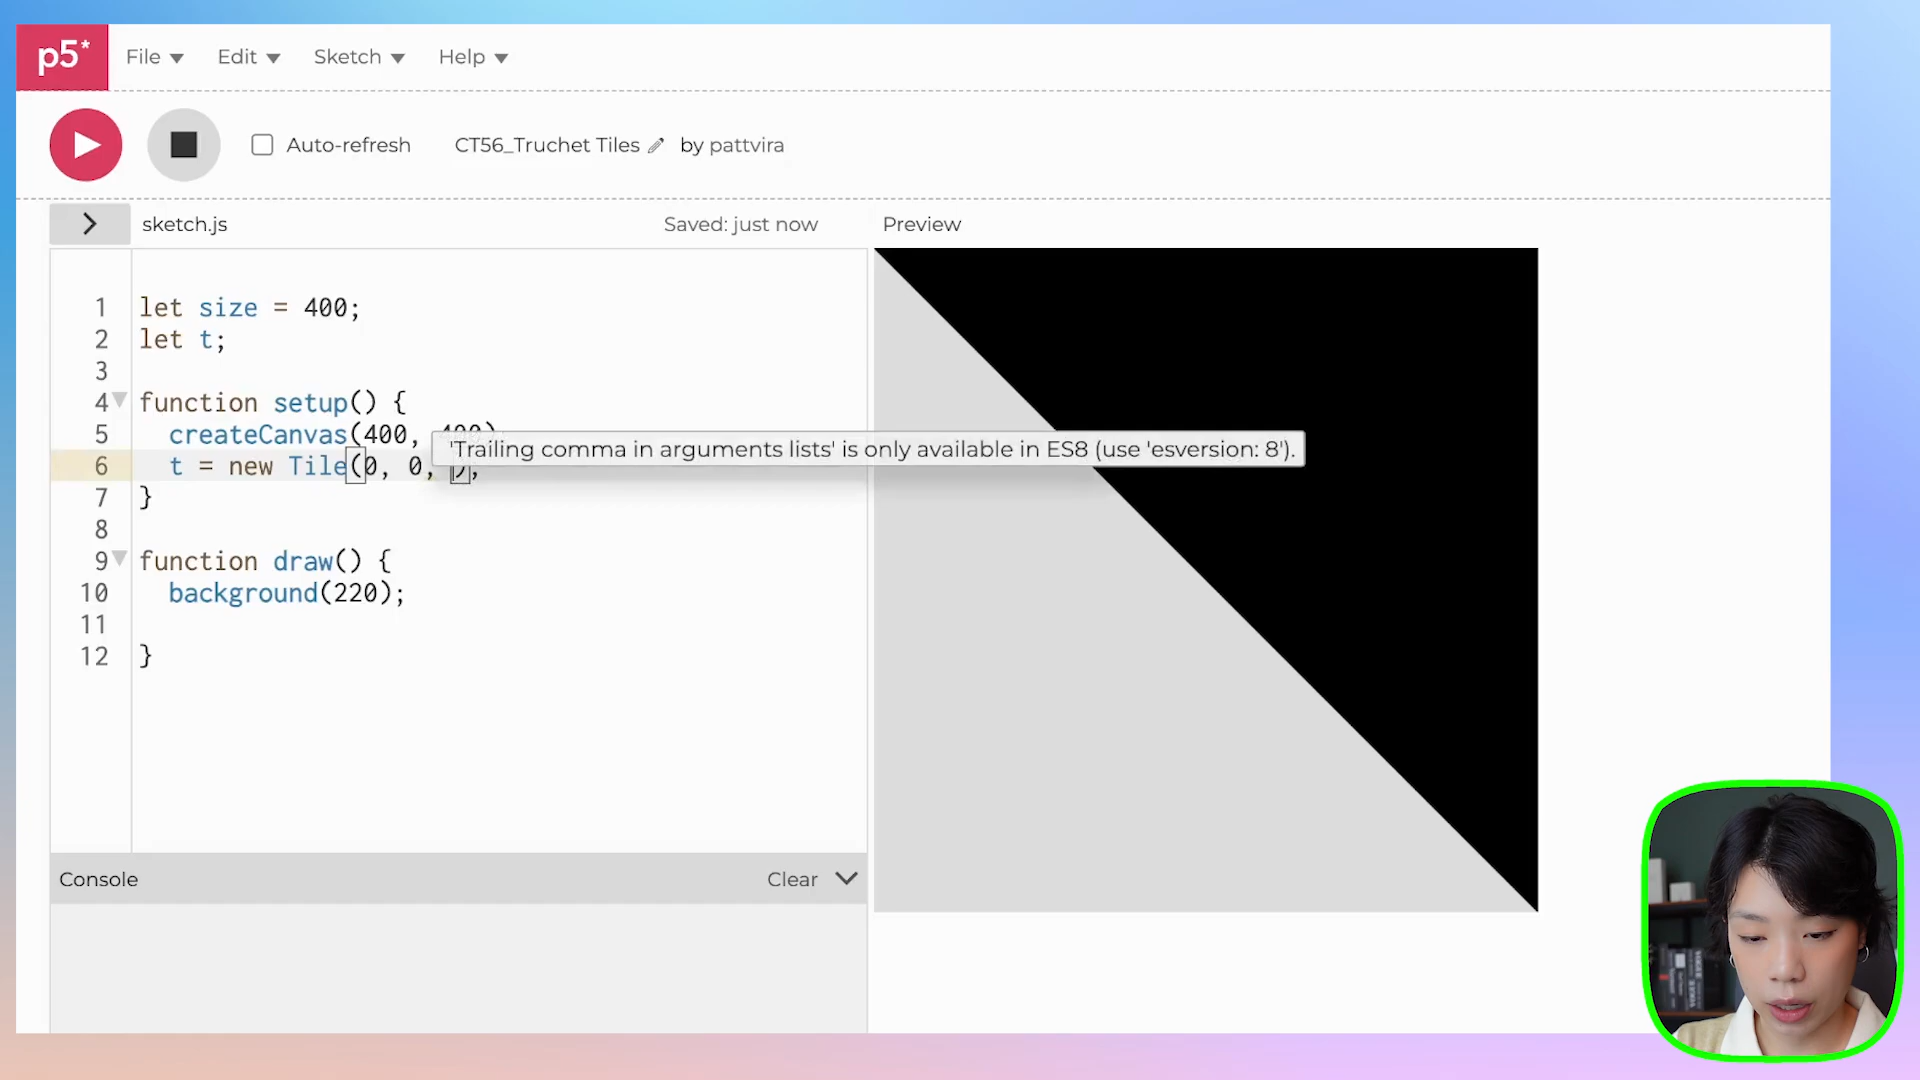 p5*
File Edit Sketch Help
Auto-refresh CT56_Truchet Tiles by pattvira
sketch.js Saved: just now Preview
1 let size = 400;
2 let t;
3
4 function setup() {
5 createCanvas(400, 400);
'Trailing comma in arguments lists' is only available in ES8 (use 'esversion: 8').
6 t = new Tile(0, 0, );
7 }
8
9 function draw() {
10 background(220);
11
12 }
Console Clear